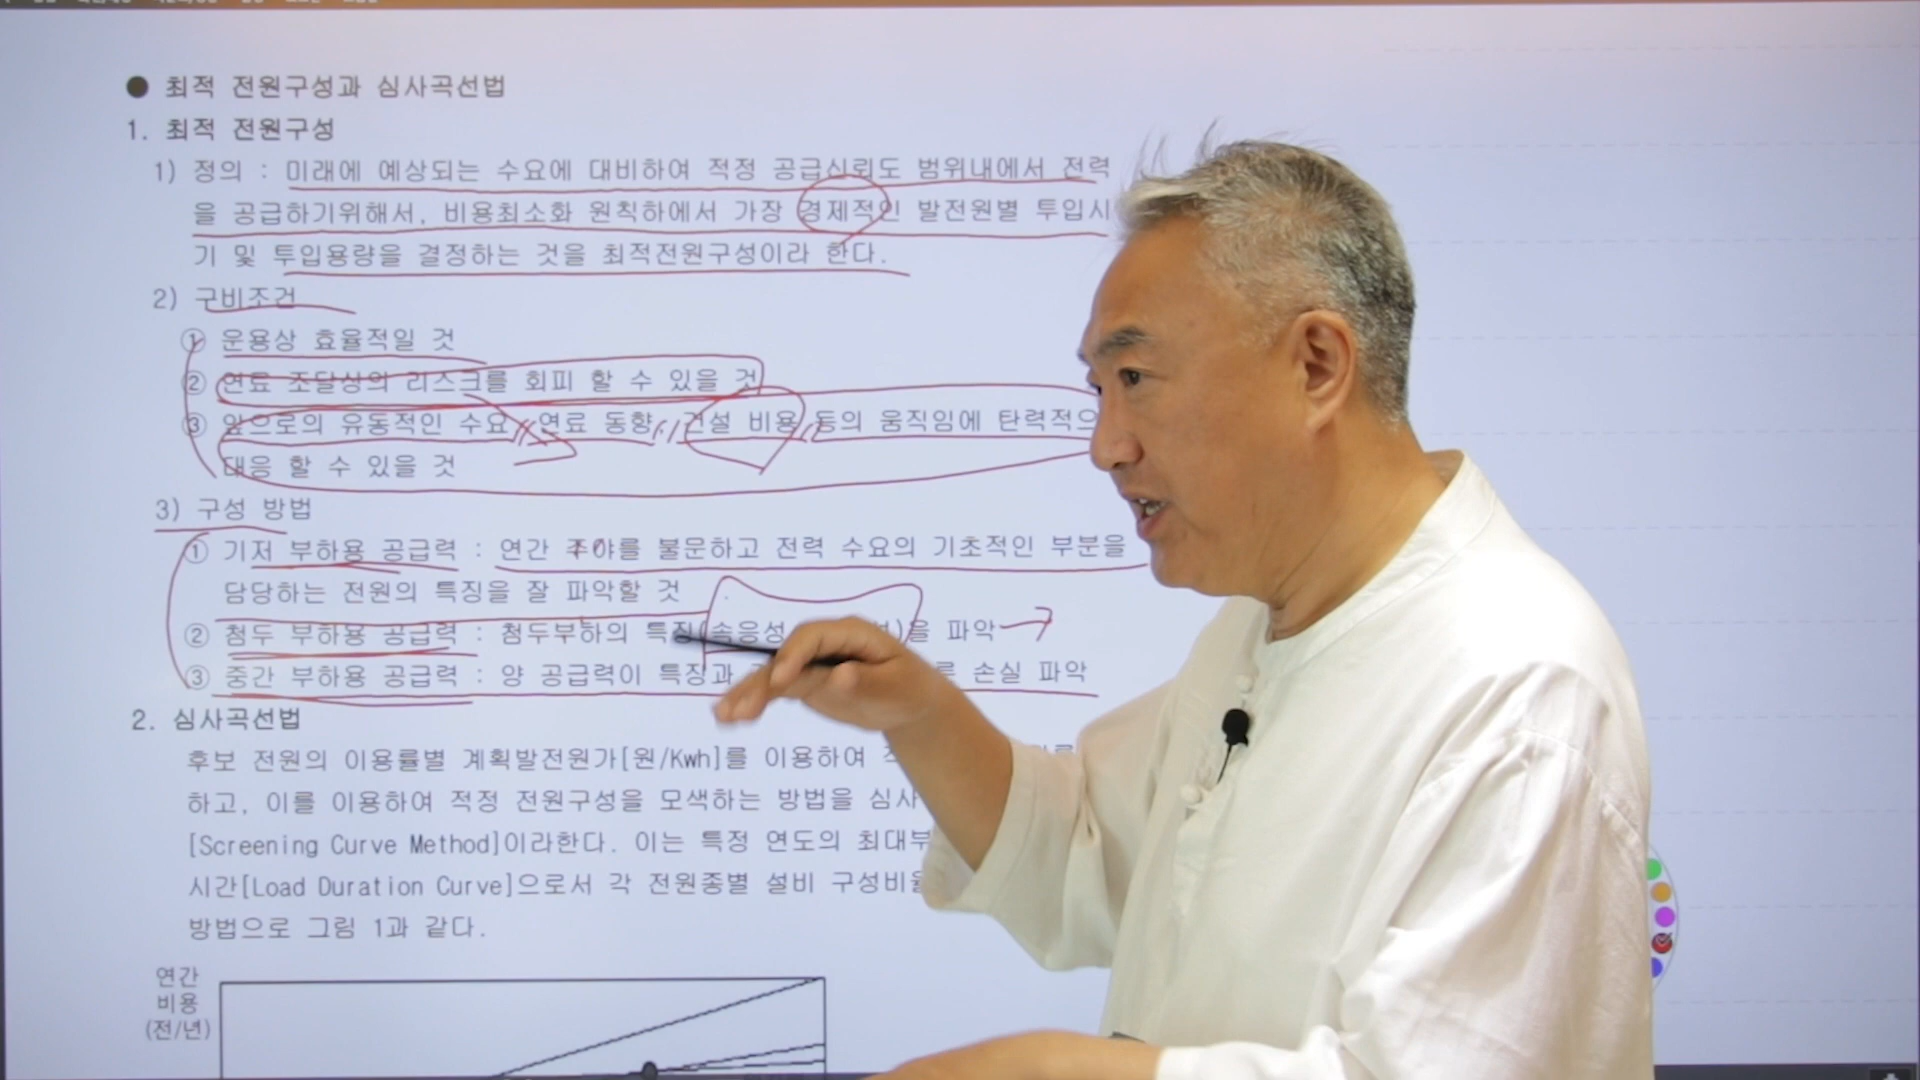 ● 최적 전원구성과 심사곡선법
1. 최적 전원구성
1) 정의 : 미래에 예상되는 수요에 대비하여 적정 공급신뢰도 범위내에서 전력
을 공급하기위해서, 비용최소화 원칙하에서 가장 경제적인 발전원별 투입시
기 및 투입용량을 결정하는 것을 최적전원구성이라 한다.
2) 구비조건
① 운용상 효율적일 것
② 연료 조달상의 리스크를 회피 할 수 있을 것
③ 앞으로의 유동적인 수요, 연료 동향, 건설 비용 등의 움직임에 탄력적으
대응 할 수 있을 것
3) 구성 방법
① 기저 부하용 공급력 : 연간 주야를 불문하고 전력 수요의 기초적인 부분을
담당하는 전원의 특징을 잘 파악할 것
② 첨두 부하용 공급력 : 첨두부하의 특징(속응성 )을 파악
③ 중간 부하용 공급력 : 양 공급력이 특징과 손실 파악
2. 심사곡선법
후보 전원의 이용률별 계획발전원가[원/Kwh]를 이용하여
하고, 이를 이용하여 적정 전원구성을 모색하는 방법을 심사
[Screening Curve Method]이라한다. 이는 특정 연도의 최대부
시간[Load Duration Curve]으로서 각 전원종별 설비 구성비율
방법으로 그림 1과 같다.
연간
비용
(전/년)